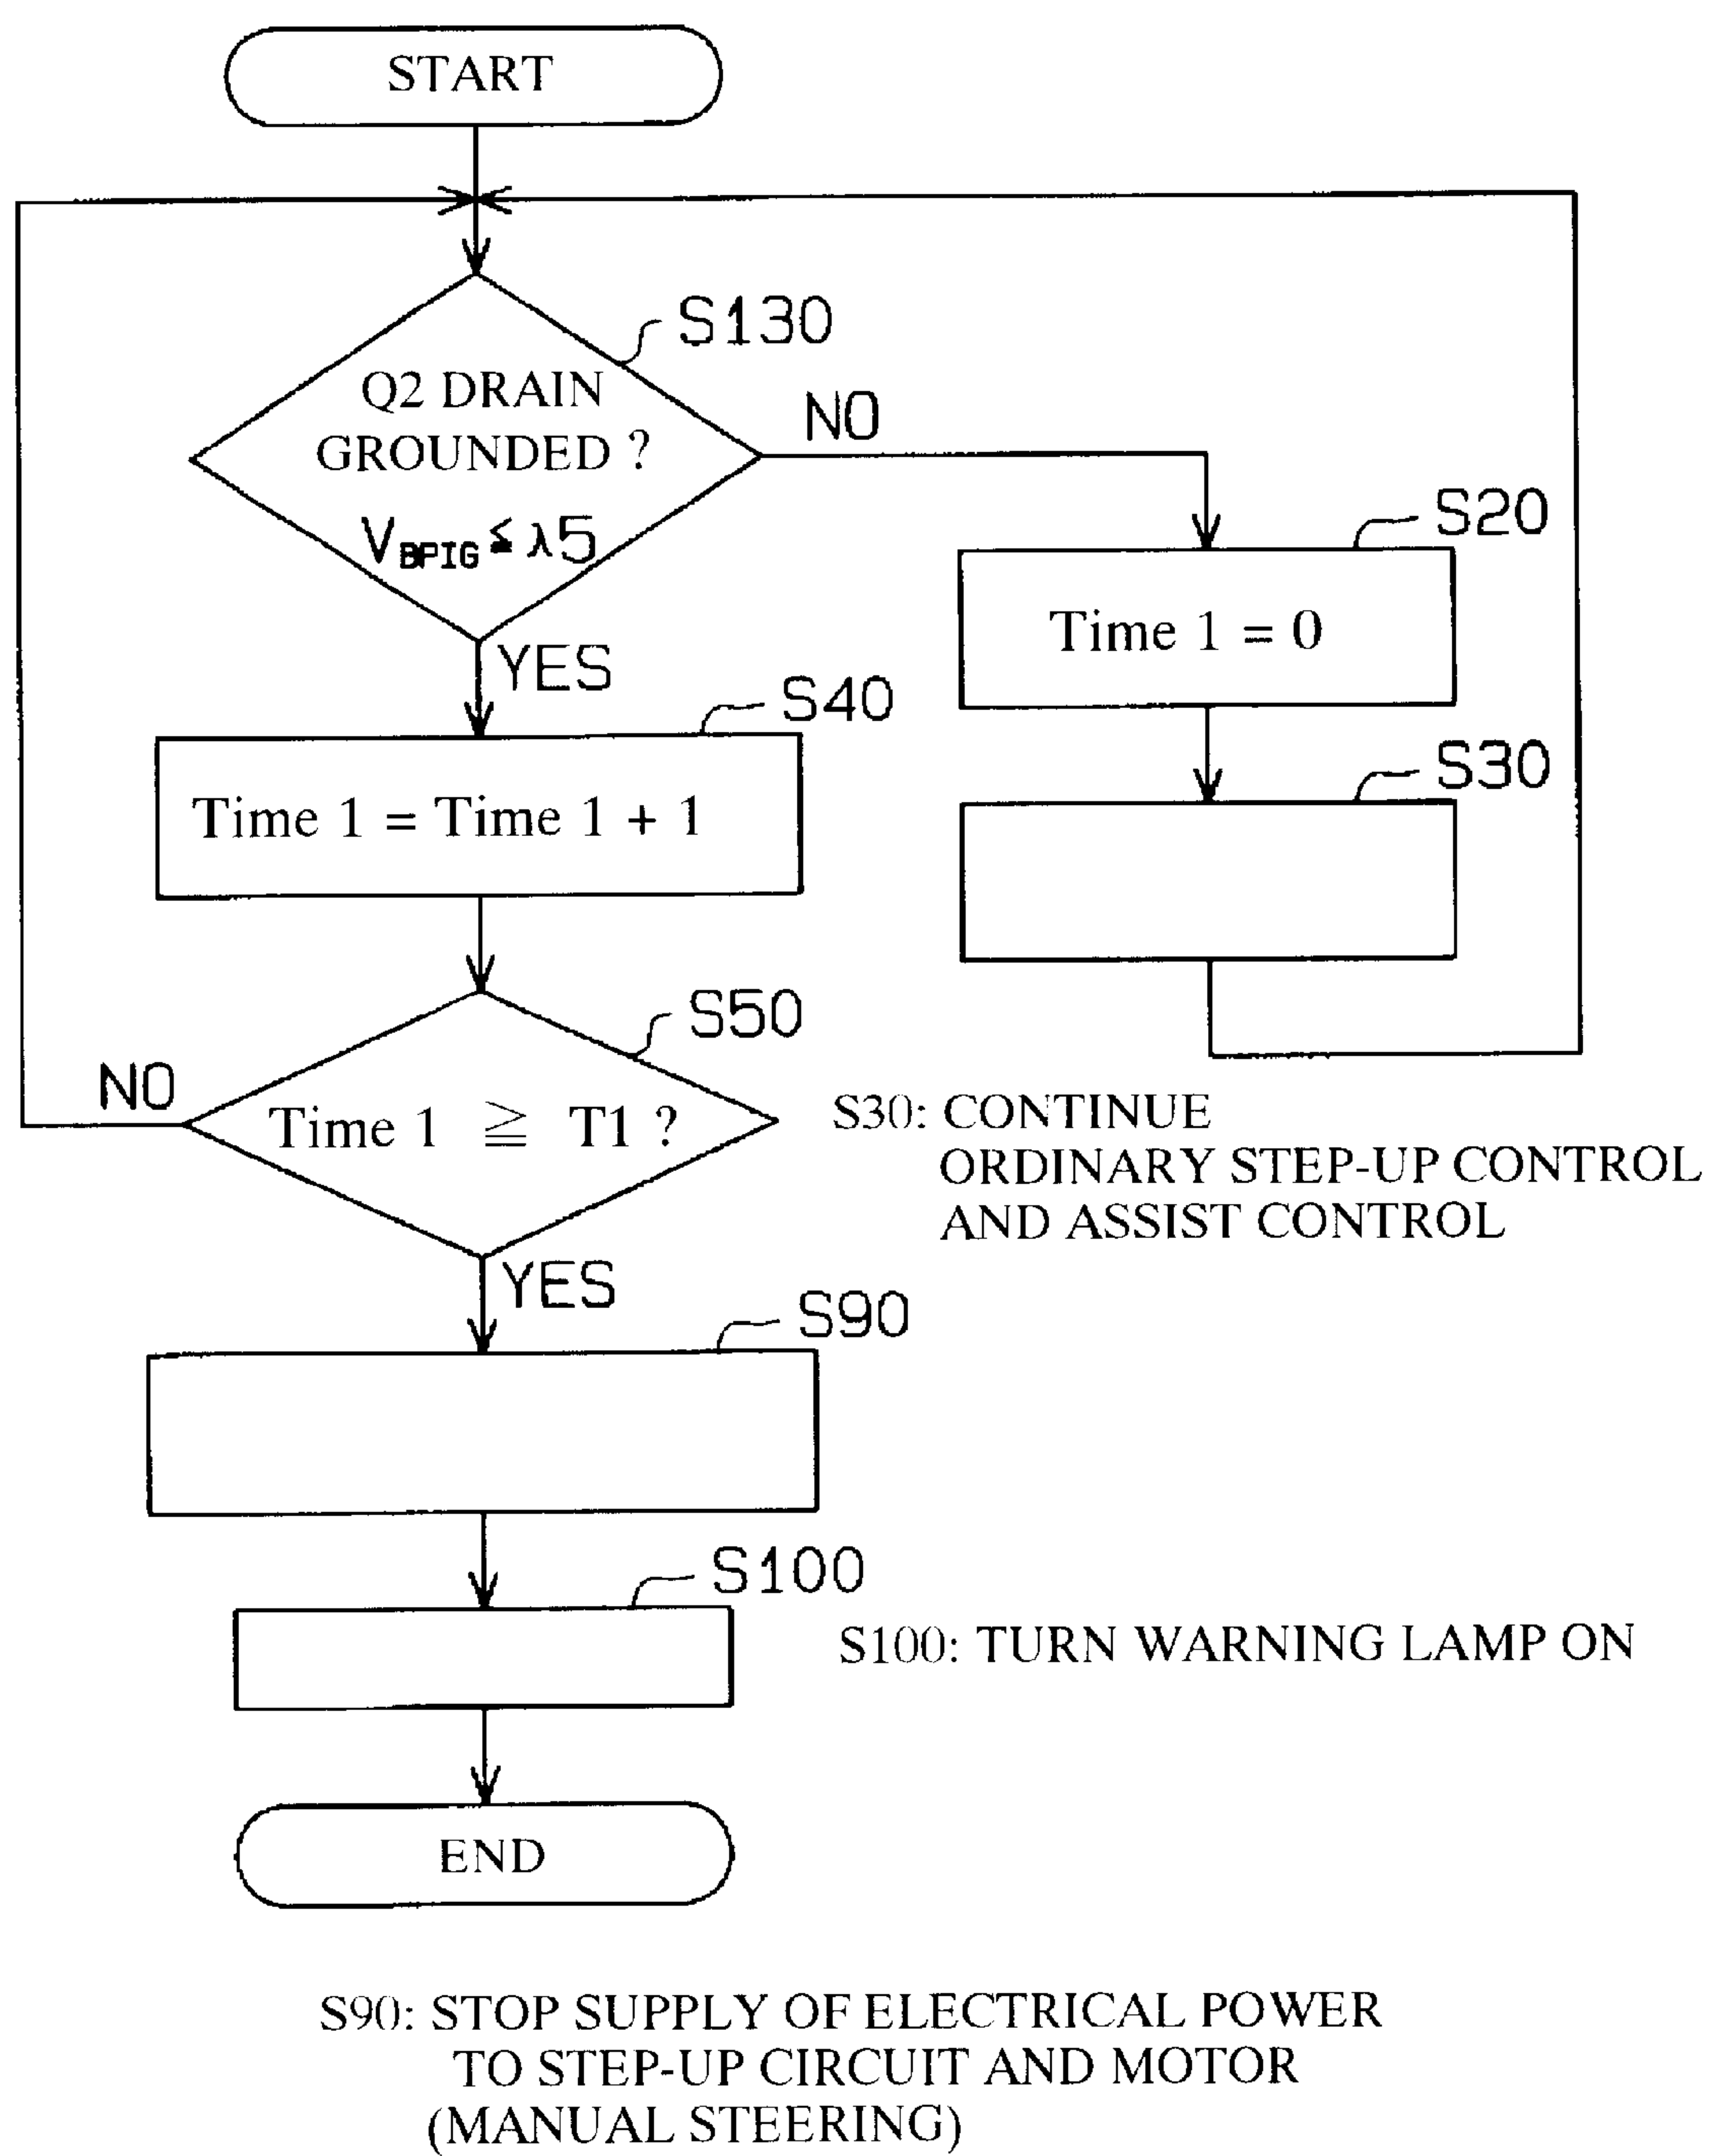 START
S130
Q2 DRAIN
GROUNDED ?
V BPIG ≦ λ5
NO
YES
S20
Time 1 = 0
S40
Time 1 = Time 1 + 1
S30
S50
NO
Time 1 ≧ T1 ?
YES
S30: CONTINUE
ORDINARY STEP-UP CONTROL
AND ASSIST CONTROL
S90
S100
S100: TURN WARNING LAMP ON
END
S90: STOP SUPPLY OF ELECTRICAL POWER
TO STEP-UP CIRCUIT AND MOTOR
(MANUAL STEERING)